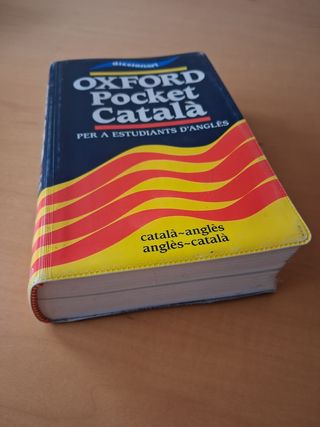 diccionari
OXFORD
Pocket
Català
PER A ESTUDIANTS D'ANGLÈS
català~anglès
anglès~català